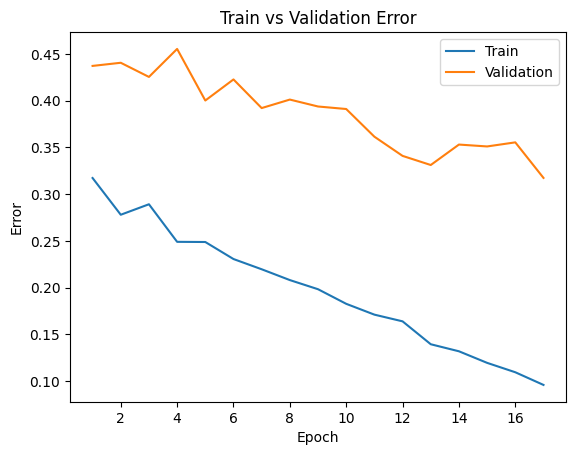 Train vs Validation Error
Train
Validation
0.45
0.40
0.35
0.30
0.25
0.20
0.15
0.10
Error
2 4 6 8 10 12 14 16
Epoch